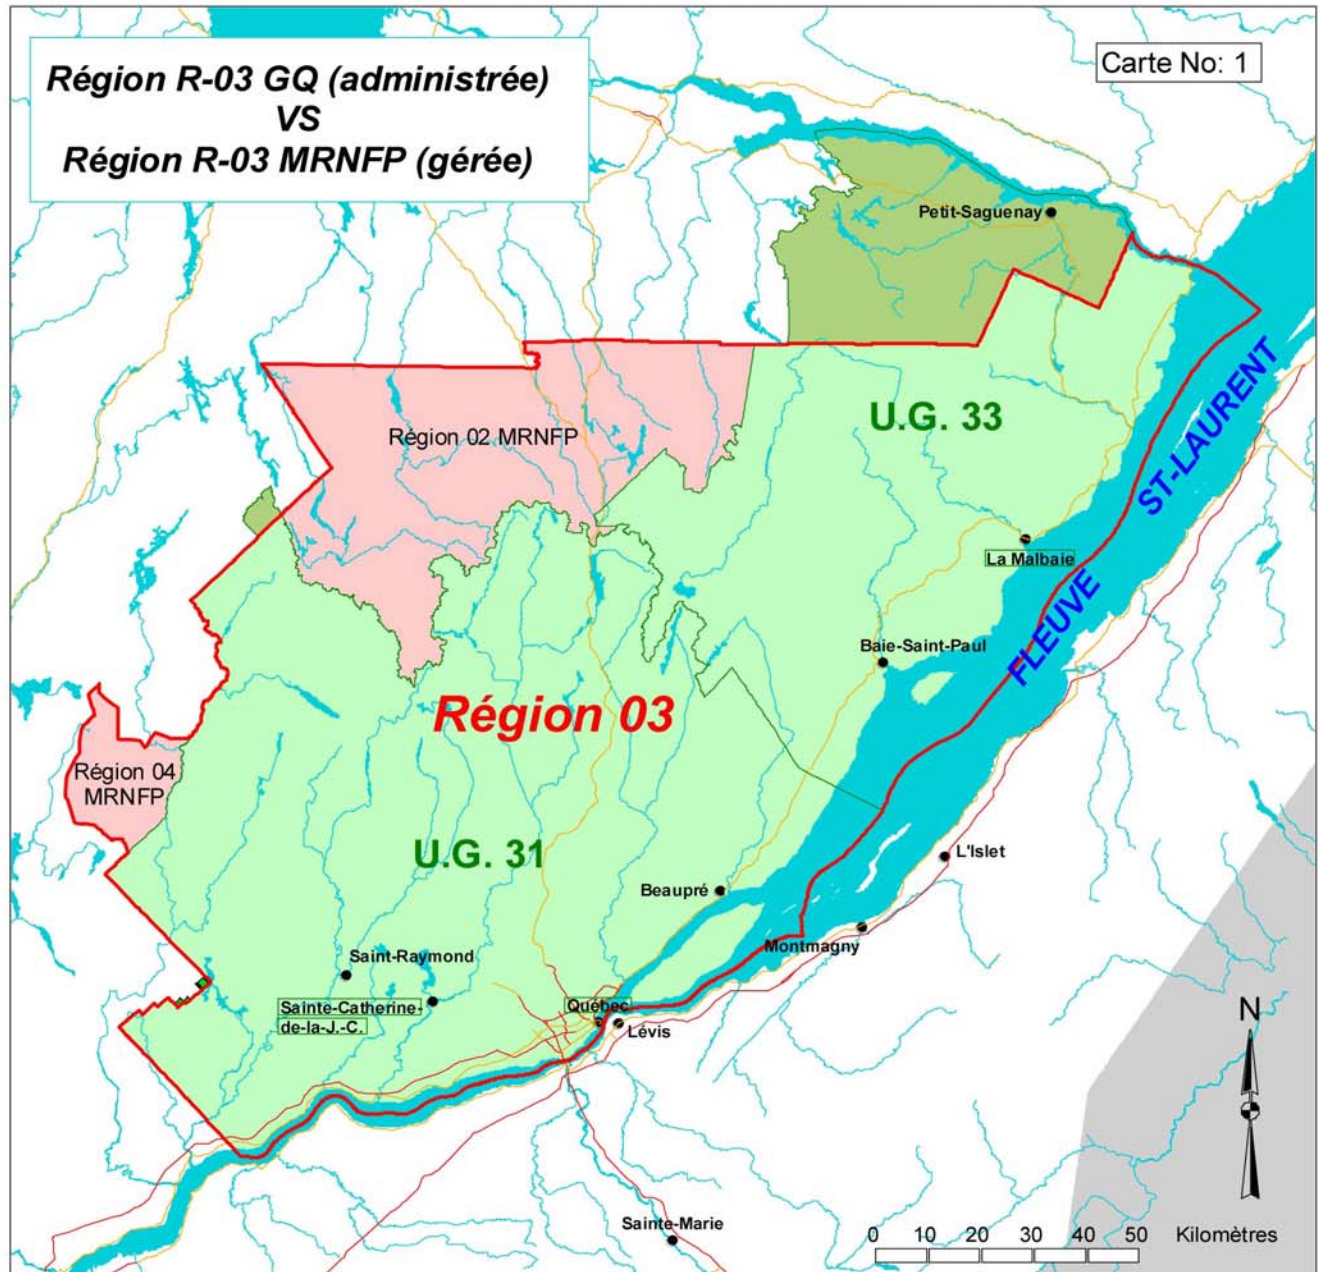 Région R-03 GQ (administrée)
VS
Région R-03 MRNFP (gérée)
Carte No: 1
Petit-Saguenay
U.G. 33
Région 02 MRNFP
FLEUVE ST-LAURENT
La Malbaie
Baie-Saint-Paul
Région 03
Région 04
MRNFP
U.G. 31
L'Islet
Beaupré
Montmagny
Saint-Raymond
Sainte-Catherine-
de-la-J.-C.
Québec
Lévis
N
Sainte-Marie
0 10 20 30 40 50 Kilomètres